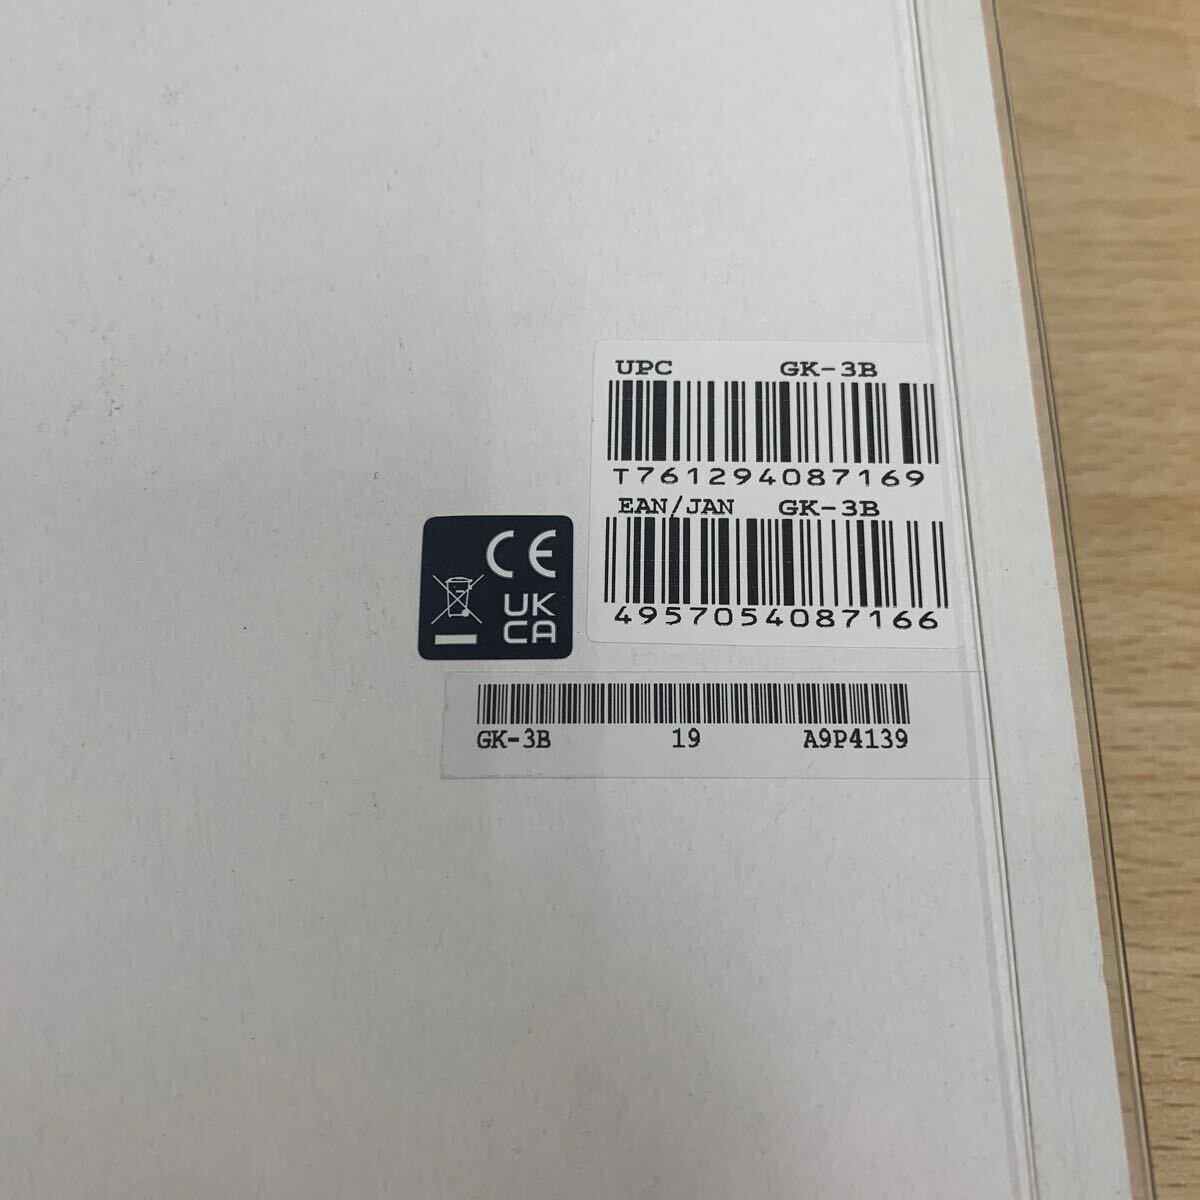 UPC GK-3B
T761294087169
EAN/JAN GK-3B
4957054087166
CE
UK
CA
GK-3B 19 A9P4139